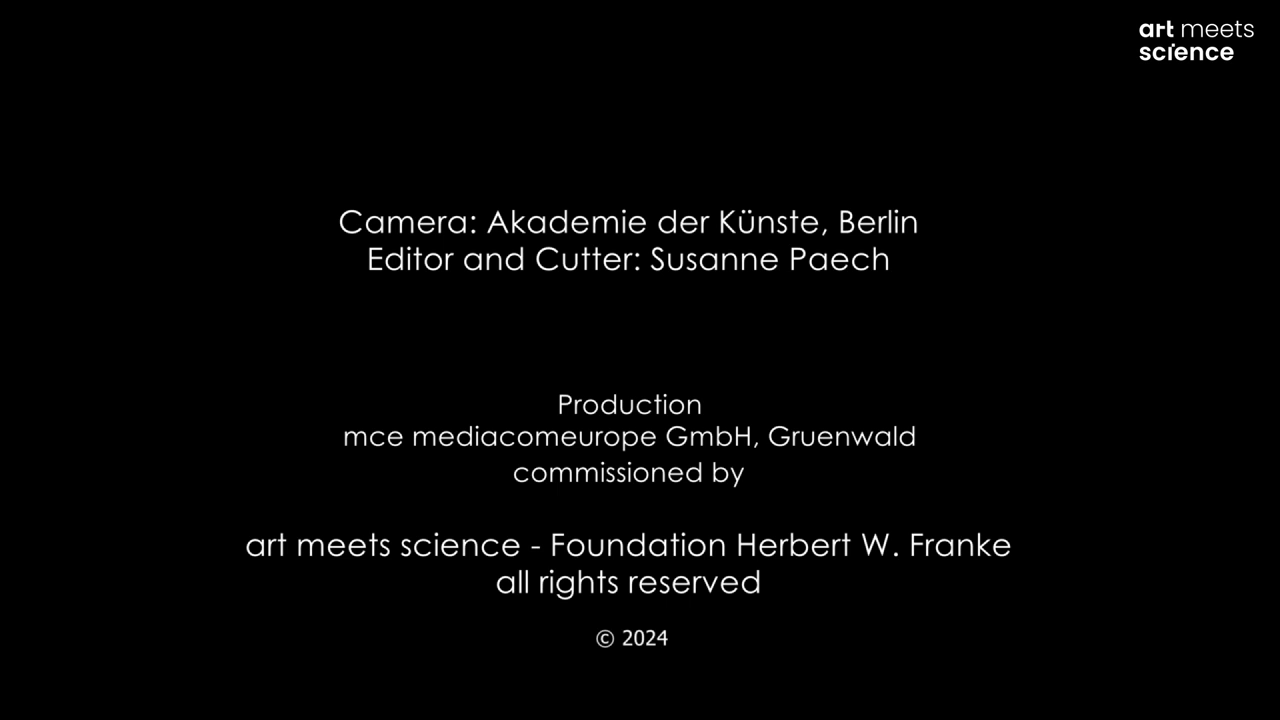 art meets
science
Camera: Akademie der Künste, Berlin
Editor and Cutter: Susanne Paech
Production
mce mediacomeurope GmbH, Gruenwald
commissioned by
art meets science - Foundation Herbert W. Franke
all rights reserved
© 2024